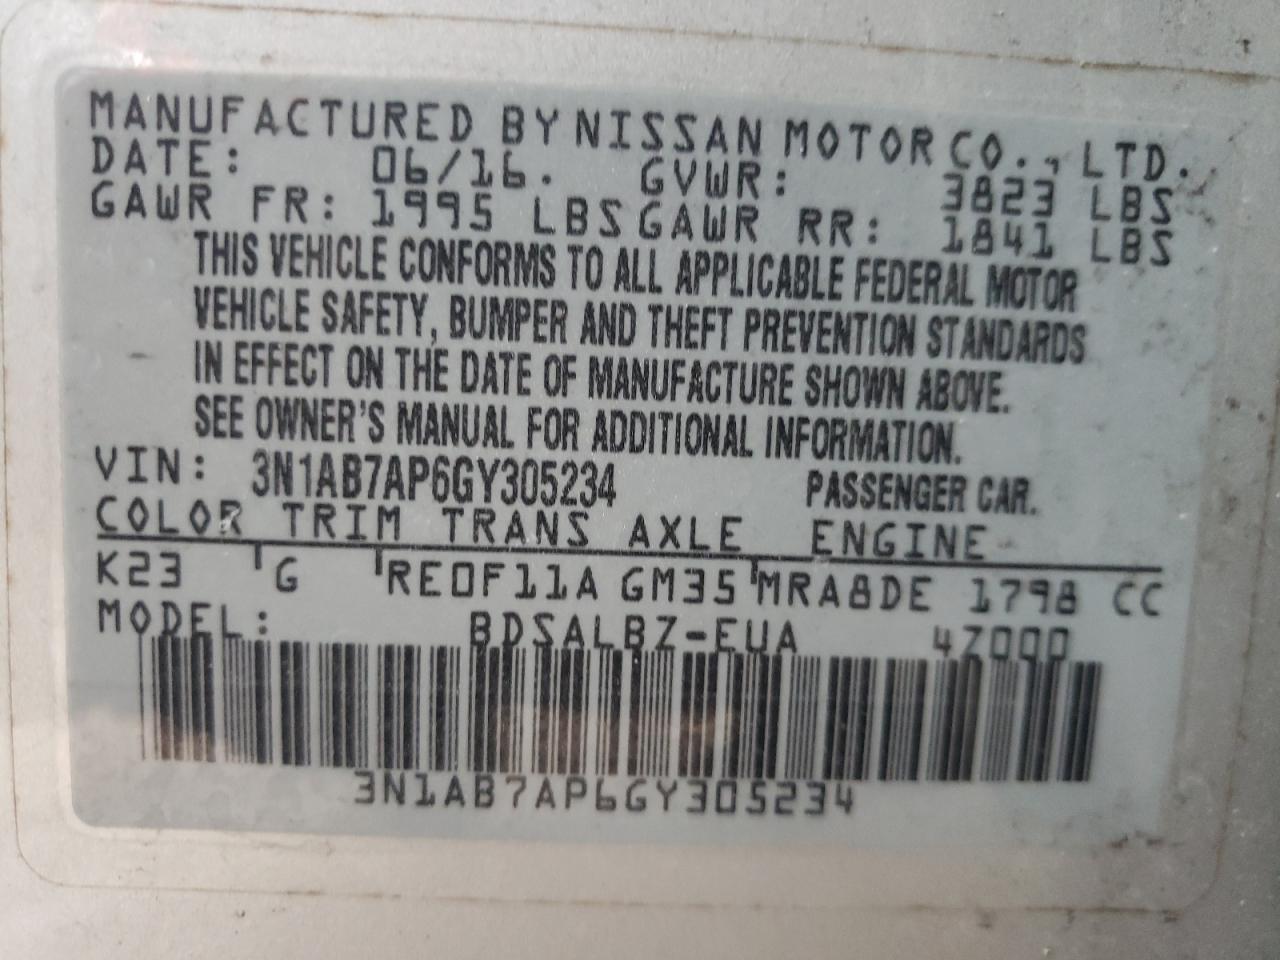 MANUFACTURED BY NISSAN MOTOR CO., LTD.
DATE: 06/16. GVWR: 3823 LBS
GAWR FR: 1995 LBS GAWR RR: 1841 LBS
THIS VEHICLE CONFORMS TO ALL APPLICABLE FEDERAL MOTOR
VEHICLE SAFETY, BUMPER AND THEFT PREVENTION STANDARDS
IN EFFECT ON THE DATE OF MANUFACTURE SHOWN ABOVE.
SEE OWNER'S MANUAL FOR ADDITIONAL INFORMATION.
VIN: 3N1AB7AP6GY305234 PASSENGER CAR.
COLOR TRIM TRANS AXLE ENGINE
K23 G RE0F11A GM35 MRA8DE 1798 CC
MODEL: BDSALBZ-EUA 4Z000
3N1AB7AP6GY305234